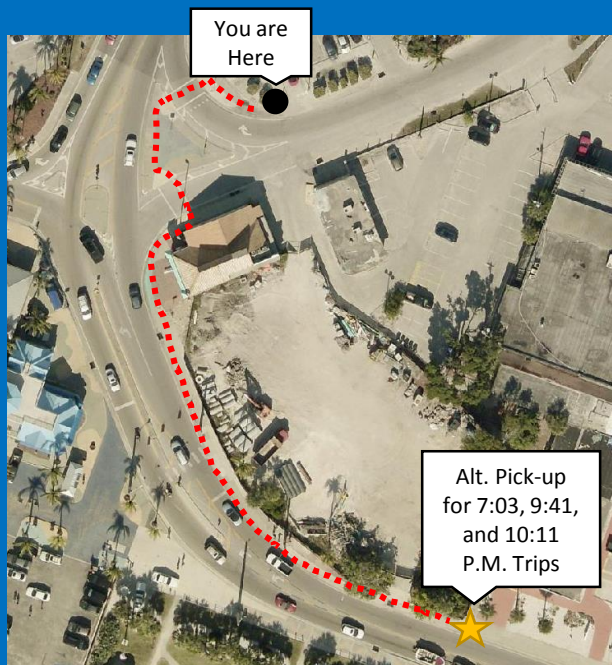 You are
Here
Alt. Pick-up
for 7:03, 9:41,
and 10:11
P.M. Trips